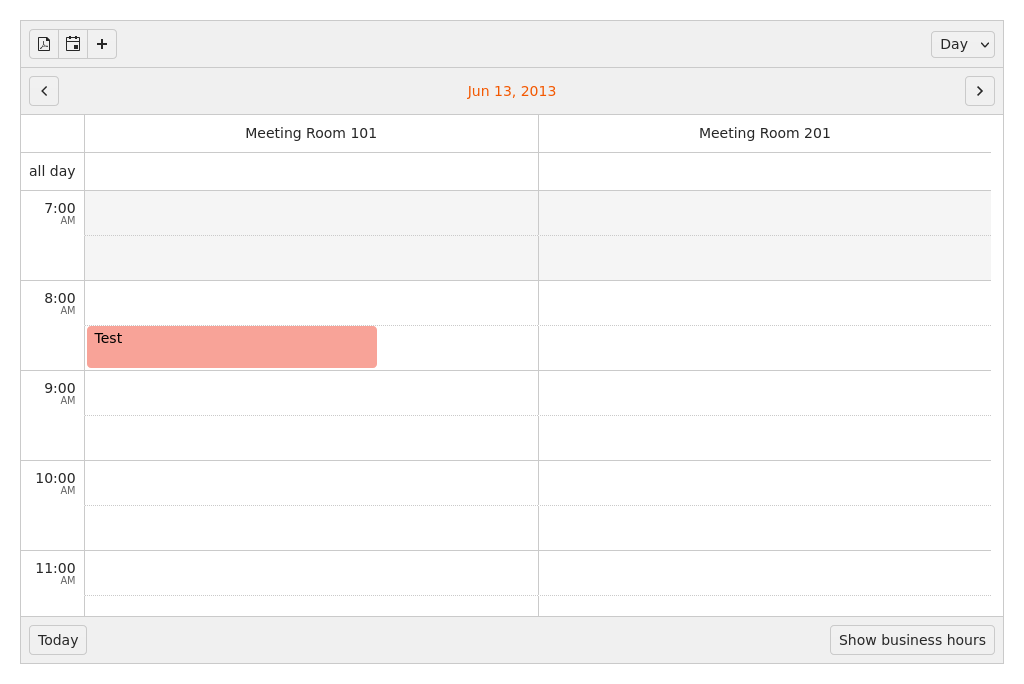 Day
Jun 13, 2013
Meeting Room 101 Meeting Room 201
all day
7:00
AM
8:00
AM
Test
9:00
AM
10:00
AM
11:00
AM
Today Show business hours